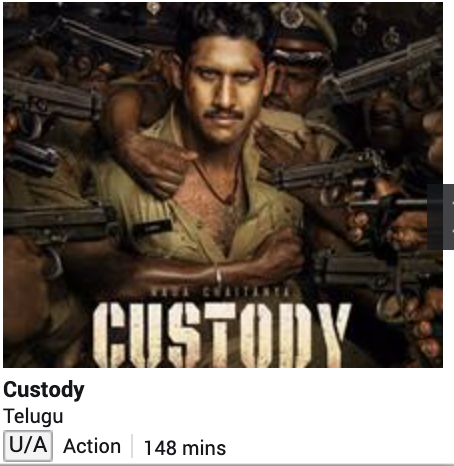 NAGA CHAITANYA
CUSTODY
Custody
Telugu
U/A Action 148 mins